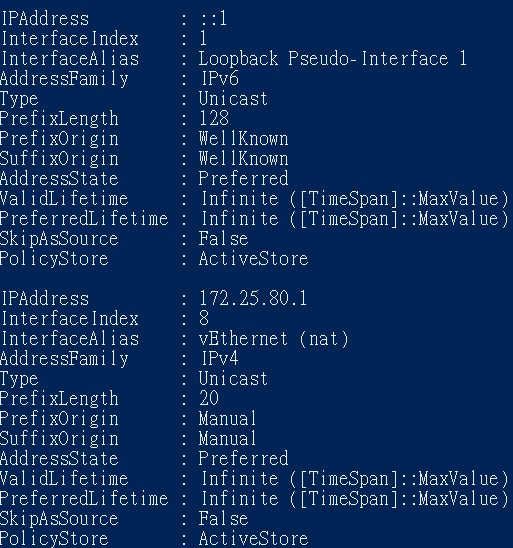 IPAddress         : ::1
InterfaceIndex    : 1
InterfaceAlias    : Loopback Pseudo-Interface 1
AddressFamily     : IPv6
Type              : Unicast
PrefixLength      : 128
PrefixOrigin      : WellKnown
SuffixOrigin      : WellKnown
AddressState      : Preferred
ValidLifetime     : Infinite ([TimeSpan]::MaxValue)
PreferredLifetime : Infinite ([TimeSpan]::MaxValue)
SkipAsSource      : False
PolicyStore       : ActiveStore

IPAddress         : 172.25.80.1
InterfaceIndex    : 8
InterfaceAlias    : vEthernet (nat)
AddressFamily     : IPv4
Type              : Unicast
PrefixLength      : 20
PrefixOrigin      : Manual
SuffixOrigin      : Manual
AddressState      : Preferred
ValidLifetime     : Infinite ([TimeSpan]::MaxValue)
PreferredLifetime : Infinite ([TimeSpan]::MaxValue)
SkipAsSource      : False
PolicyStore       : ActiveStore